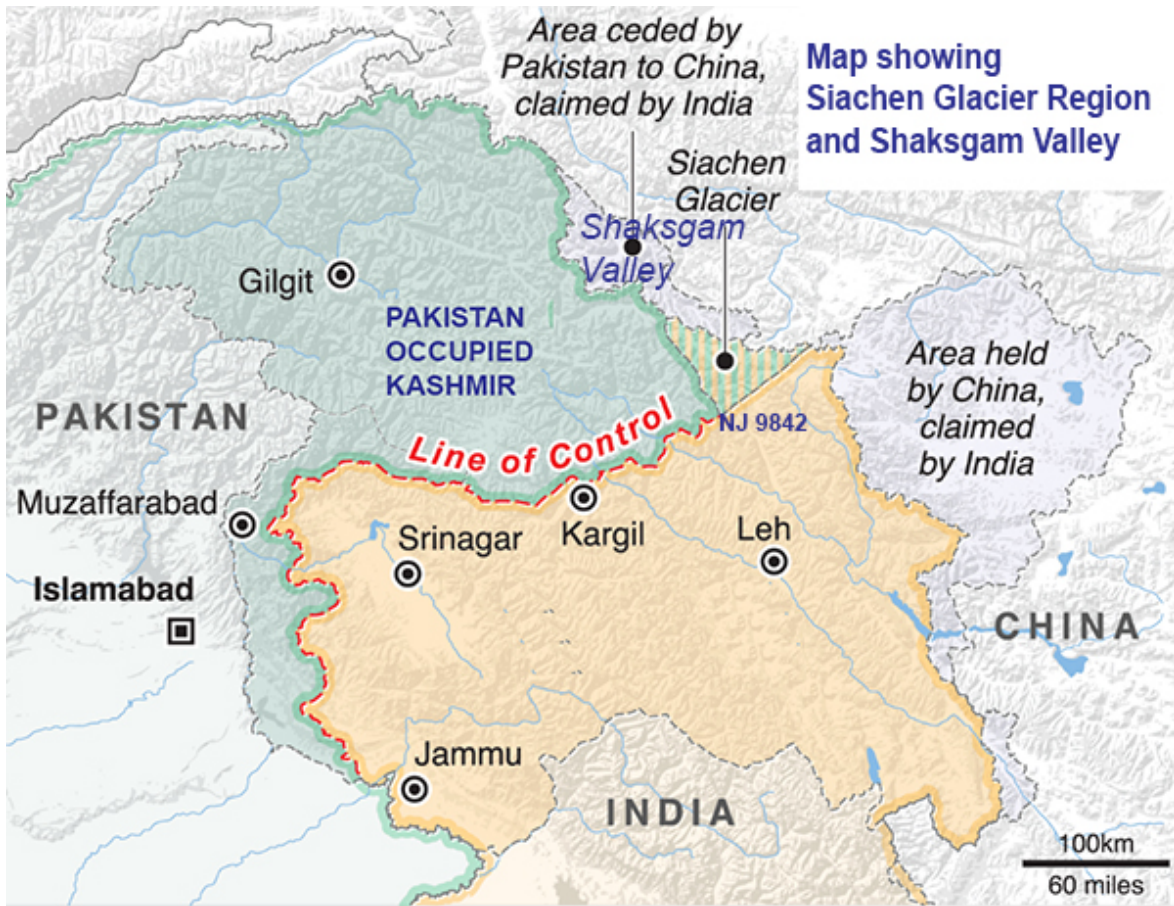 Area ceded by
Pakistan to China,
claimed by India
Map showing
Siachen Glacier Region
and Shaksgam Valley
Siachen
Glacier
Shaksgam
Valley
Gilgit
PAKISTAN
OCCUPIED
KASHMIR
Area held
by China,
claimed
by India
PAKISTAN
Line of Control
NJ 9842
Muzaffarabad
Srinagar
Kargil
Leh
Islamabad
CHINA
Jammu
INDIA
100km
60 miles